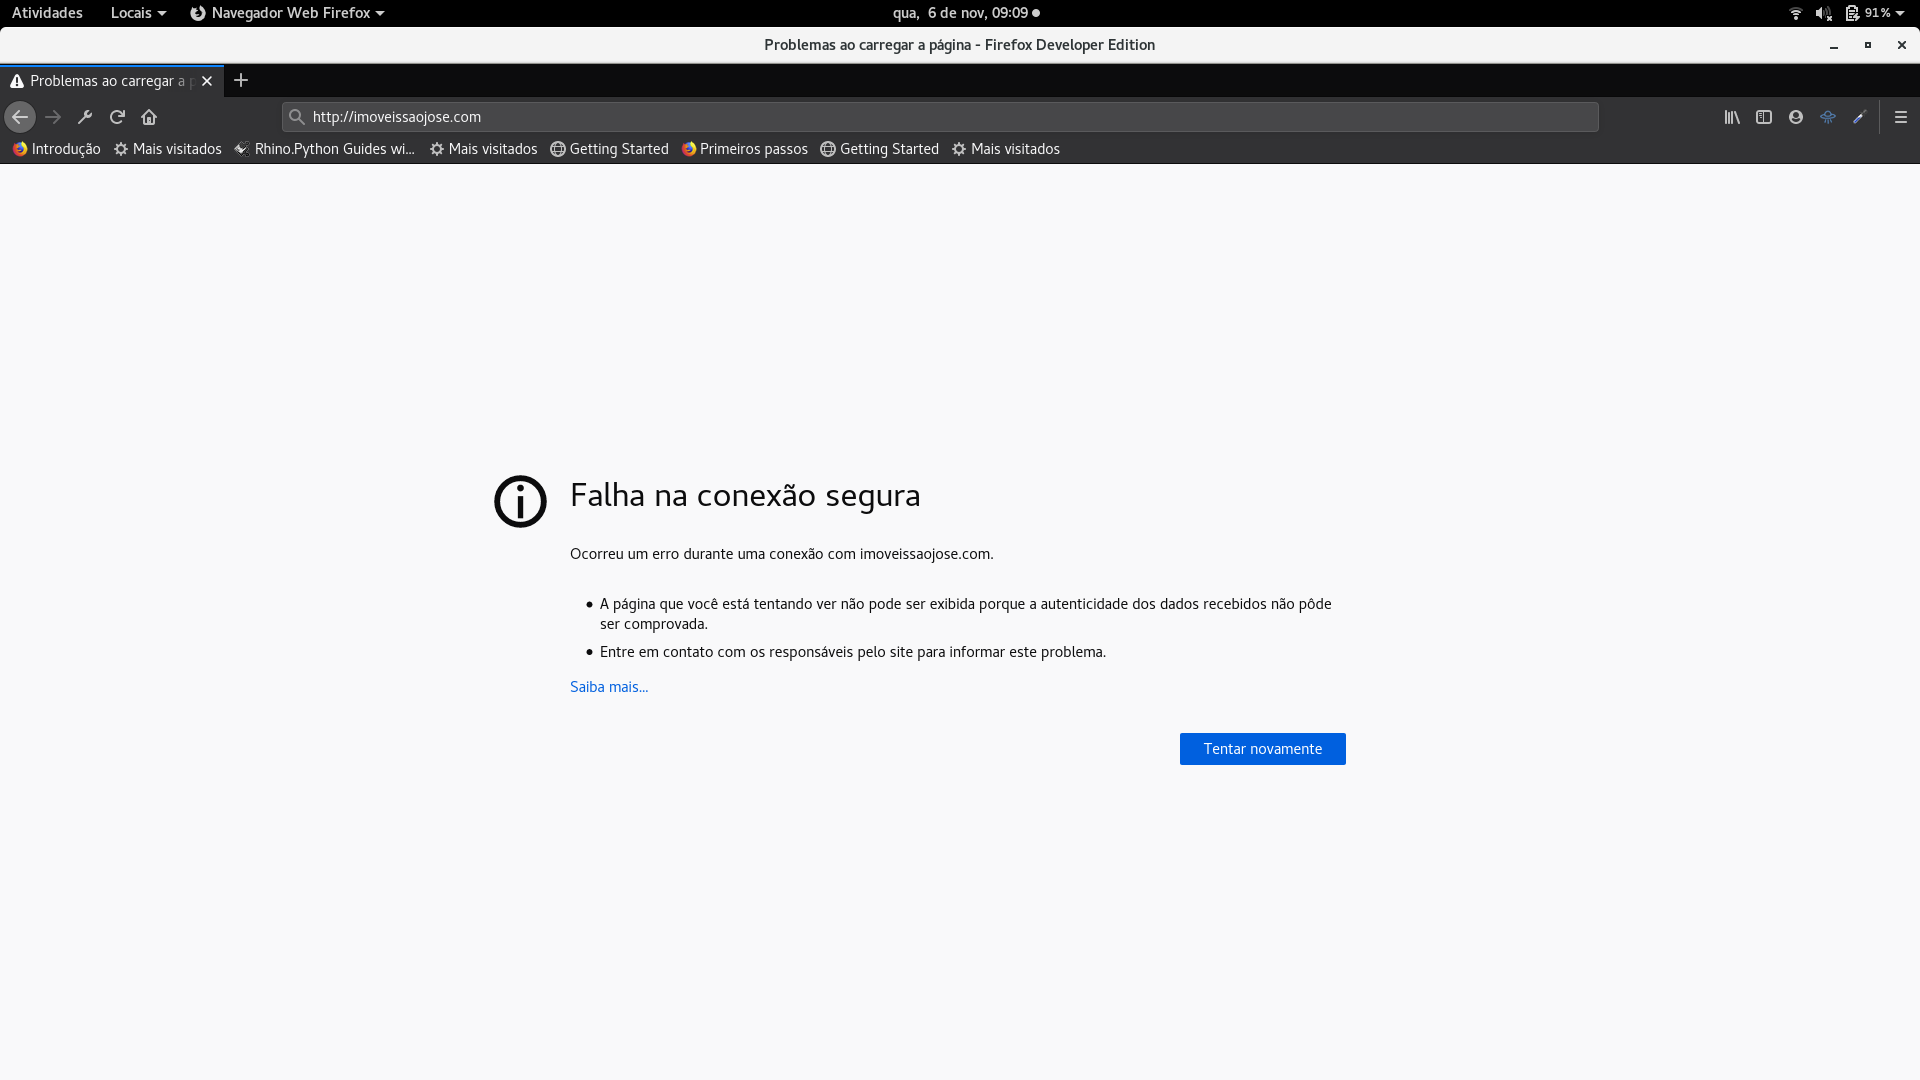 Atividades Locais Navegador Web Firefox qua, 6 de nov, 09:09 91%
Problemas ao carregar a página - Firefox Developer Edition
Problemas ao carregar a p
http://imoveissaojose.com
Introdução Mais visitados Rhino.Python Guides wi... Mais visitados Getting Started Primeiros passos Getting Started Mais visitados
Falha na conexão segura
Ocorreu um erro durante uma conexão com imoveissaojose.com.
• A página que você está tentando ver não pode ser exibida porque a autenticidade dos dados recebidos não pôde
ser comprovada.
• Entre em contato com os responsáveis pelo site para informar este problema.
Saiba mais...
Tentar novamente